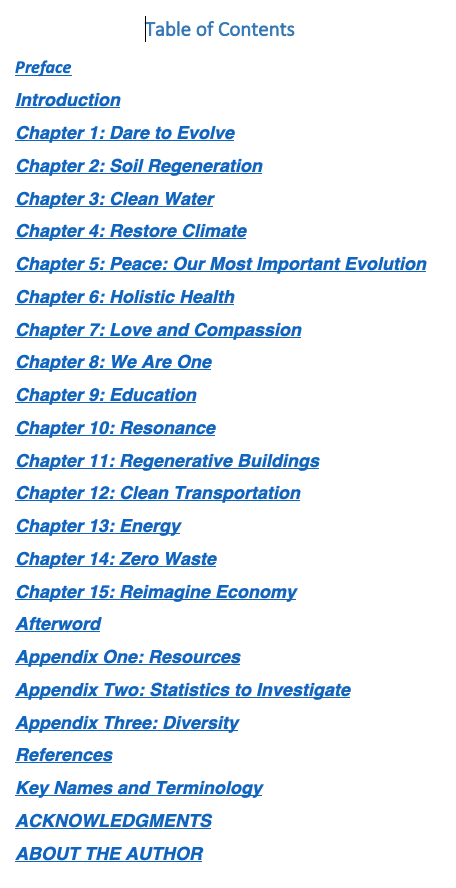 Table of Contents
Preface
Introduction
Chapter 1: Dare to Evolve
Chapter 2: Soil Regeneration
Chapter 3: Clean Water
Chapter 4: Restore Climate
Chapter 5: Peace: Our Most Important Evolution
Chapter 6: Holistic Health
Chapter 7: Love and Compassion
Chapter 8: We Are One
Chapter 9: Education
Chapter 10: Resonance
Chapter 11: Regenerative Buildings
Chapter 12: Clean Transportation
Chapter 13: Energy
Chapter 14: Zero Waste
Chapter 15: Reimagine Economy
Afterword
Appendix One: Resources
Appendix Two: Statistics to Investigate
Appendix Three: Diversity
References
Key Names and Terminology
ACKNOWLEDGMENTS
ABOUT THE AUTHOR